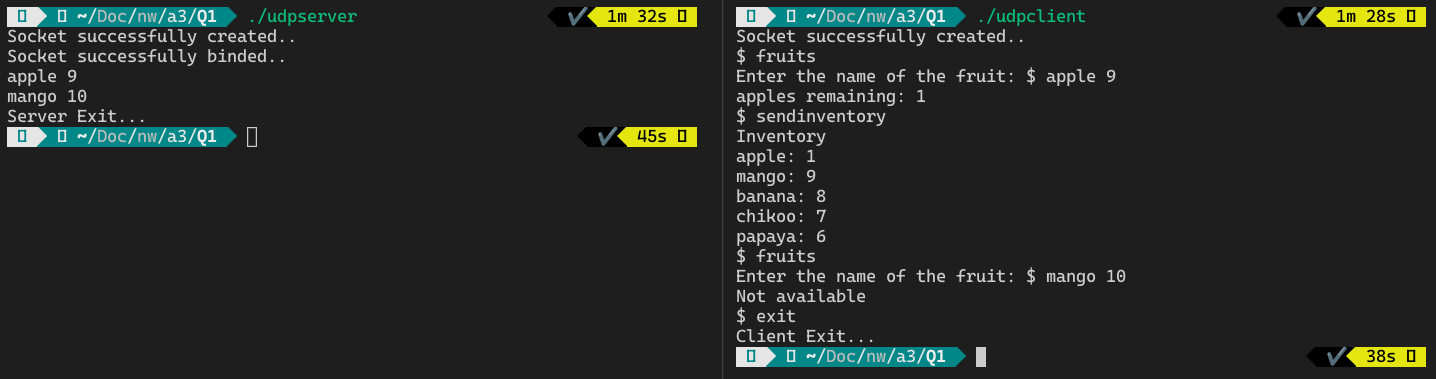 ~/Doc/nw/a3/Q1 ./udpserver ✔ 1m 32s
Socket successfully created..
Socket successfully binded..
apple 9
mango 10
Server Exit...
~/Doc/nw/a3/Q1 ✔ 45s
~/Doc/nw/a3/Q1 ./udpclient ✔ 1m 28s
Socket successfully created..
$ fruits
Enter the name of the fruit: $ apple 9
apples remaining: 1
$ sendinventory
Inventory
apple: 1
mango: 9
banana: 8
chikoo: 7
papaya: 6
$ fruits
Enter the name of the fruit: $ mango 10
Not available
$ exit
Client Exit...
~/Doc/nw/a3/Q1 ✔ 38s